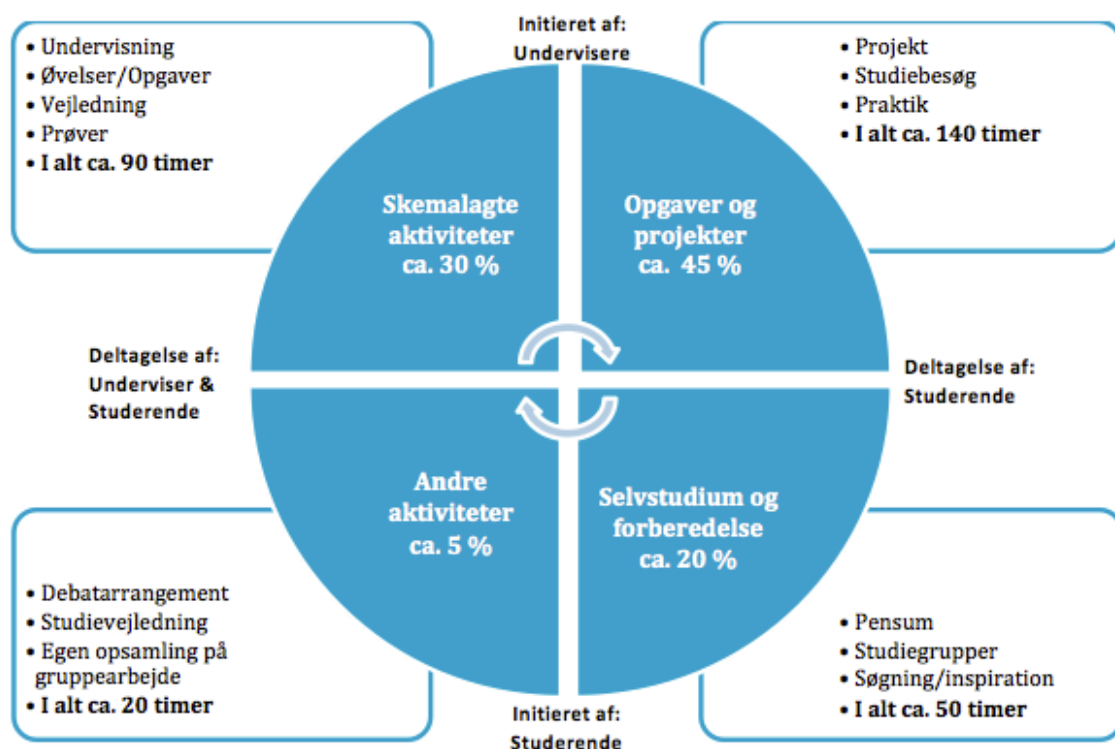 Initieret af:
Undervisere
• Undervisning
• Øvelser/Opgaver
• Vejledning
• Prøver
• I alt ca. 90 timer
• Projekt
• Studiebesøg
• Praktik
• I alt ca. 140 timer
Skemalagte
aktiviteter
ca. 30 %
Opgaver og
projekter
ca. 45 %
Deltagelse af:
Underviser &
Studerende
Deltagelse af:
Studerende
Andre
aktiviteter
ca. 5 %
Selvstudium og
forberedelse
ca. 20 %
• Debatarrangement
• Studievejledning
• Egen opsamling på
gruppearbejde
• I alt ca. 20 timer
• Pensum
• Studiegrupper
• Søgning/inspiration
• I alt ca. 50 timer
Initieret af:
Studerende